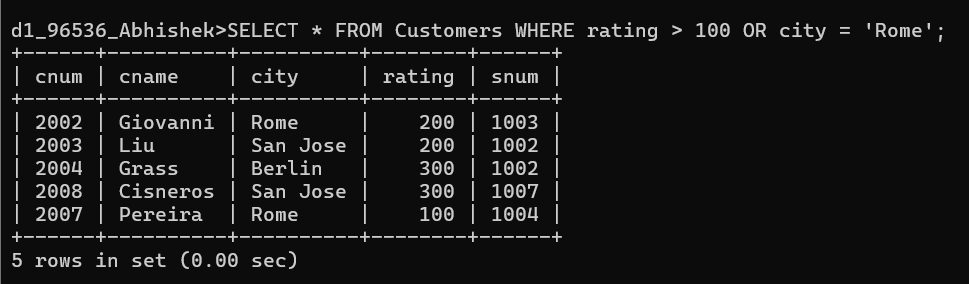 d1_96536_Abhishek>SELECT * FROM Customers WHERE rating > 100 OR city = 'Rome';
+------+----------+----------+--------+------+
| cnum | cname    | city     | rating | snum |
+------+----------+----------+--------+------+
| 2002 | Giovanni | Rome     |    200 | 1003 |
| 2003 | Liu      | San Jose |    200 | 1002 |
| 2004 | Grass    | Berlin   |    300 | 1002 |
| 2008 | Cisneros | San Jose |    300 | 1007 |
| 2007 | Pereira  | Rome     |    100 | 1004 |
+------+----------+----------+--------+------+
5 rows in set (0.00 sec)